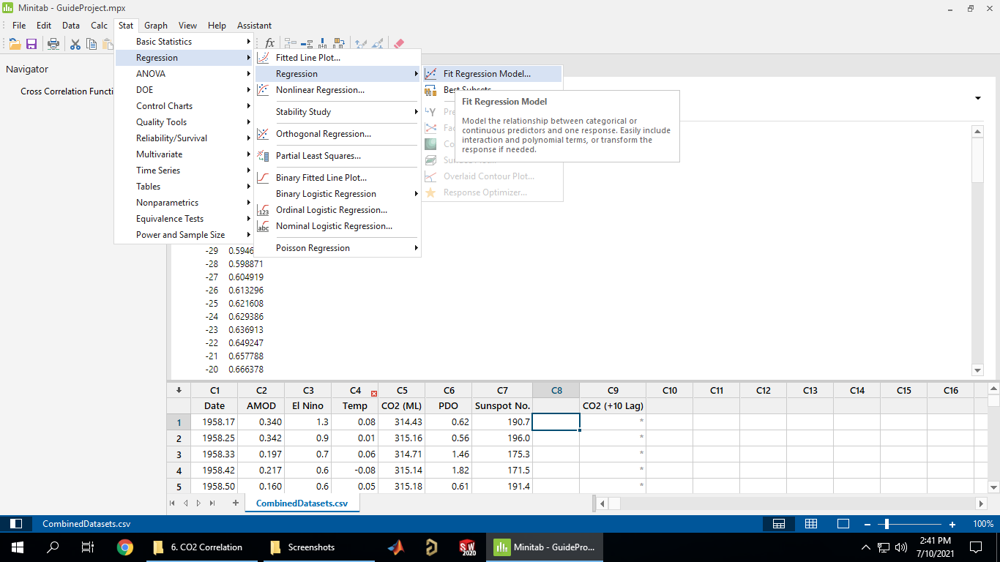 Minitab - GuideProject.mpx
File Edit Data Calc Stat Graph View Help Assistant
fx
Navigator
Cross Correlation Functi
Basic Statistics
Regression
ANOVA
DOE
Control Charts
Quality Tools
Reliability/Survival
Multivariate
Time Series
Tables
Nonparametrics
Equivalence Tests
Power and Sample Size
Fitted Line Plot...
Regression
Nonlinear Regression...
Stability Study
Orthogonal Regression...
Partial Least Squares...
Binary Fitted Line Plot...
Binary Logistic Regression
Ordinal Logistic Regression...
Nominal Logistic Regression...
Poisson Regression
Fit Regression Model...
Best Subsets
Overlaid Contour Plot...
Response Optimizer...
Fit Regression Model
Model the relationship between categorical or
continuous predictors and one response. Easily include
interaction and polynomial terms, or transform the
response if needed.
-29 0.5946
-28 0.598871
-27 0.604919
-26 0.613296
-25 0.621608
-24 0.629386
-23 0.636913
-22 0.649247
-21 0.657788
-20 0.666378
C1 C2 C3 C4 C5 C6 C7 C8 C9 C10 C11 C12 C13 C14 C15 C16
Date AMOD El Nino Temp CO2 (ML) PDO Sunspot No. CO2 (+10 Lag)
1 1958.17 0.340 1.3 0.08 314.43 0.62 190.7 *
2 1958.25 0.342 0.9 0.01 315.16 0.56 196.0 *
3 1958.33 0.197 0.7 0.06 314.71 1.46 175.3 *
4 1958.42 0.217 0.6 -0.08 315.14 1.82 171.5 *
5 1958.50 0.160 0.6 0.05 315.18 0.61 191.4 *
CombinedDatasets.csv
CombinedDatasets.csv
100%
6. CO2 Correlation
Screenshots
SW
2020
Minitab - GuidePro...
2:41 PM
7/10/2021